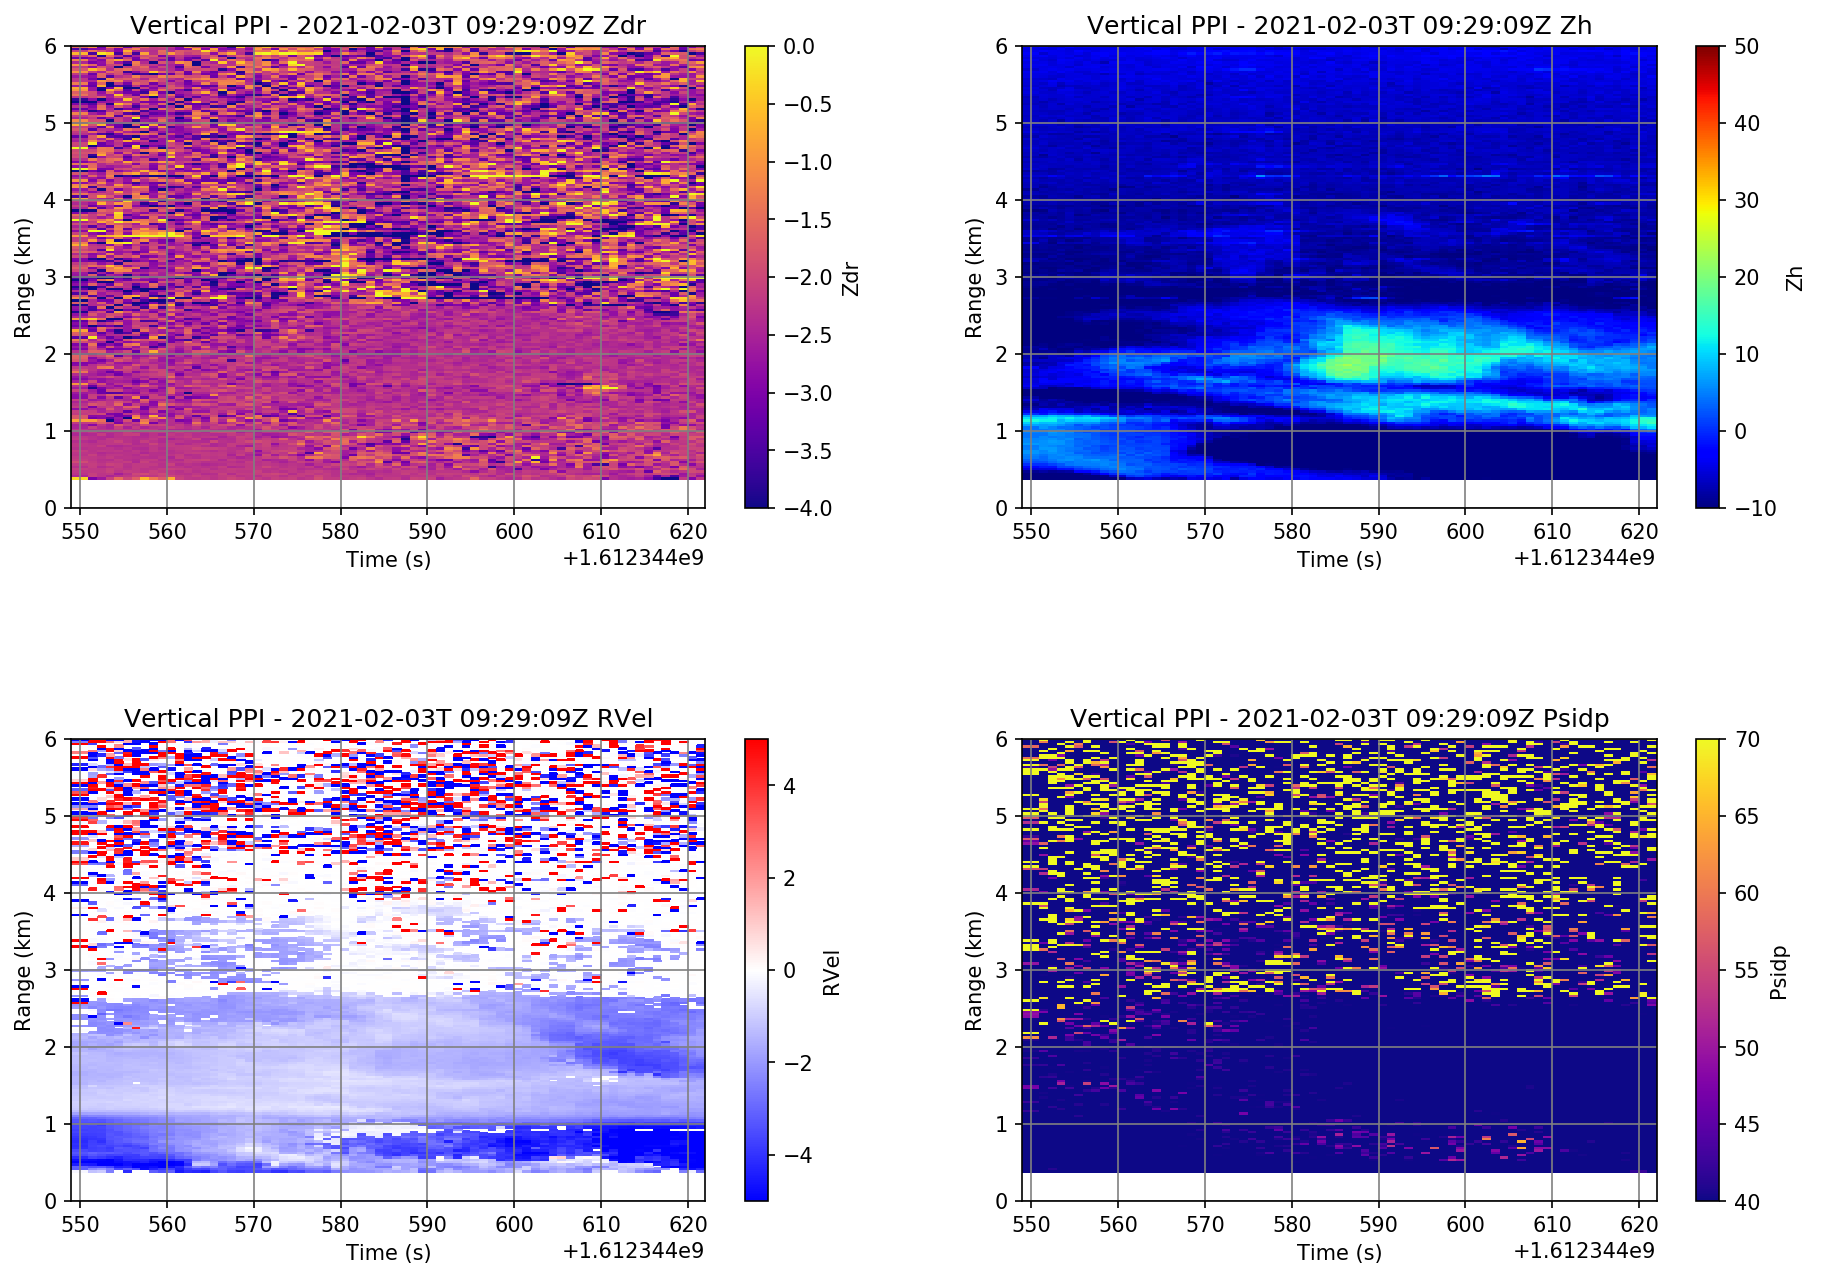 Vertical PPI - 2021-02-03T 09:29:09Z Zdr
6
5
4
3
2
1
0
Range (km)
550 560 570 580 590 600 610 620
Time (s)
+1.612344e9
0.0
−0.5
−1.0
−1.5
−2.0
−2.5
−3.0
−3.5
−4.0
Zdr
Vertical PPI - 2021-02-03T 09:29:09Z Zh
6
5
4
3
2
1
0
Range (km)
550 560 570 580 590 600 610 620
Time (s)
+1.612344e9
50
40
30
20
10
0
−10
Zh
Vertical PPI - 2021-02-03T 09:29:09Z RVel
6
5
4
3
2
1
0
Range (km)
550 560 570 580 590 600 610 620
Time (s)
+1.612344e9
4
2
0
−2
−4
RVel
Vertical PPI - 2021-02-03T 09:29:09Z Psidp
6
5
4
3
2
1
0
Range (km)
550 560 570 580 590 600 610 620
Time (s)
+1.612344e9
70
65
60
55
50
45
40
Psidp